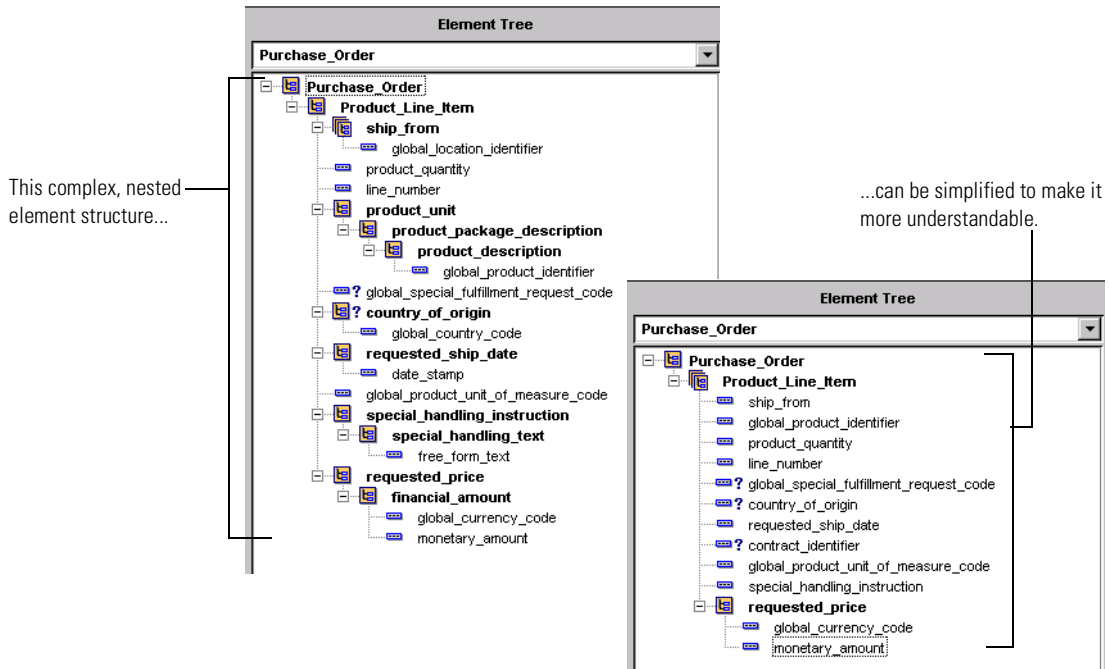 Element Tree
Purchase_Order
Purchase_Order
Product_Line_Item
ship_from
global_location_identifier
product_quantity
line_number
product_unit
product_package_description
product_description
global_product_identifier
? global_special_fulfillment_request_code
? country_of_origin
global_country_code
requested_ship_date
date_stamp
global_product_unit_of_measure_code
special_handling_instruction
special_handling_text
free_form_text
requested_price
financial_amount
global_currency_code
monetary_amount
This complex, nested
element structure...
...can be simplified to make it
more understandable.
Element Tree
Purchase_Order
Purchase_Order
Product_Line_Item
ship_from
global_product_identifier
product_quantity
line_number
? global_special_fulfillment_request_code
? country_of_origin
requested_ship_date
? contract_identifier
global_product_unit_of_measure_code
special_handling_instruction
requested_price
global_currency_code
monetary_amount